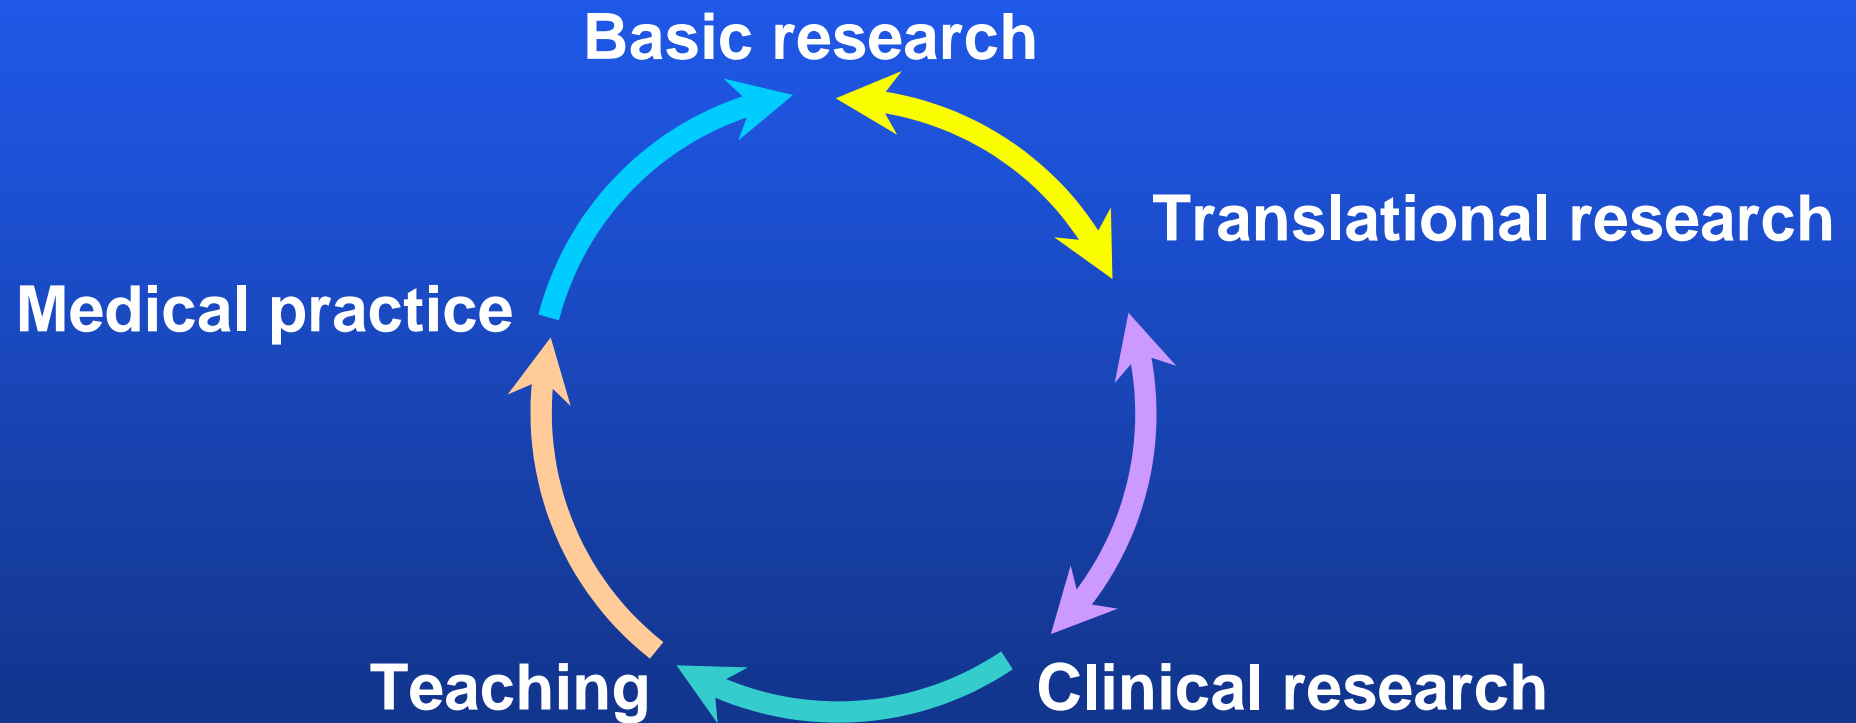 Basic research
Translational research
Medical practice
Teaching
Clinical research